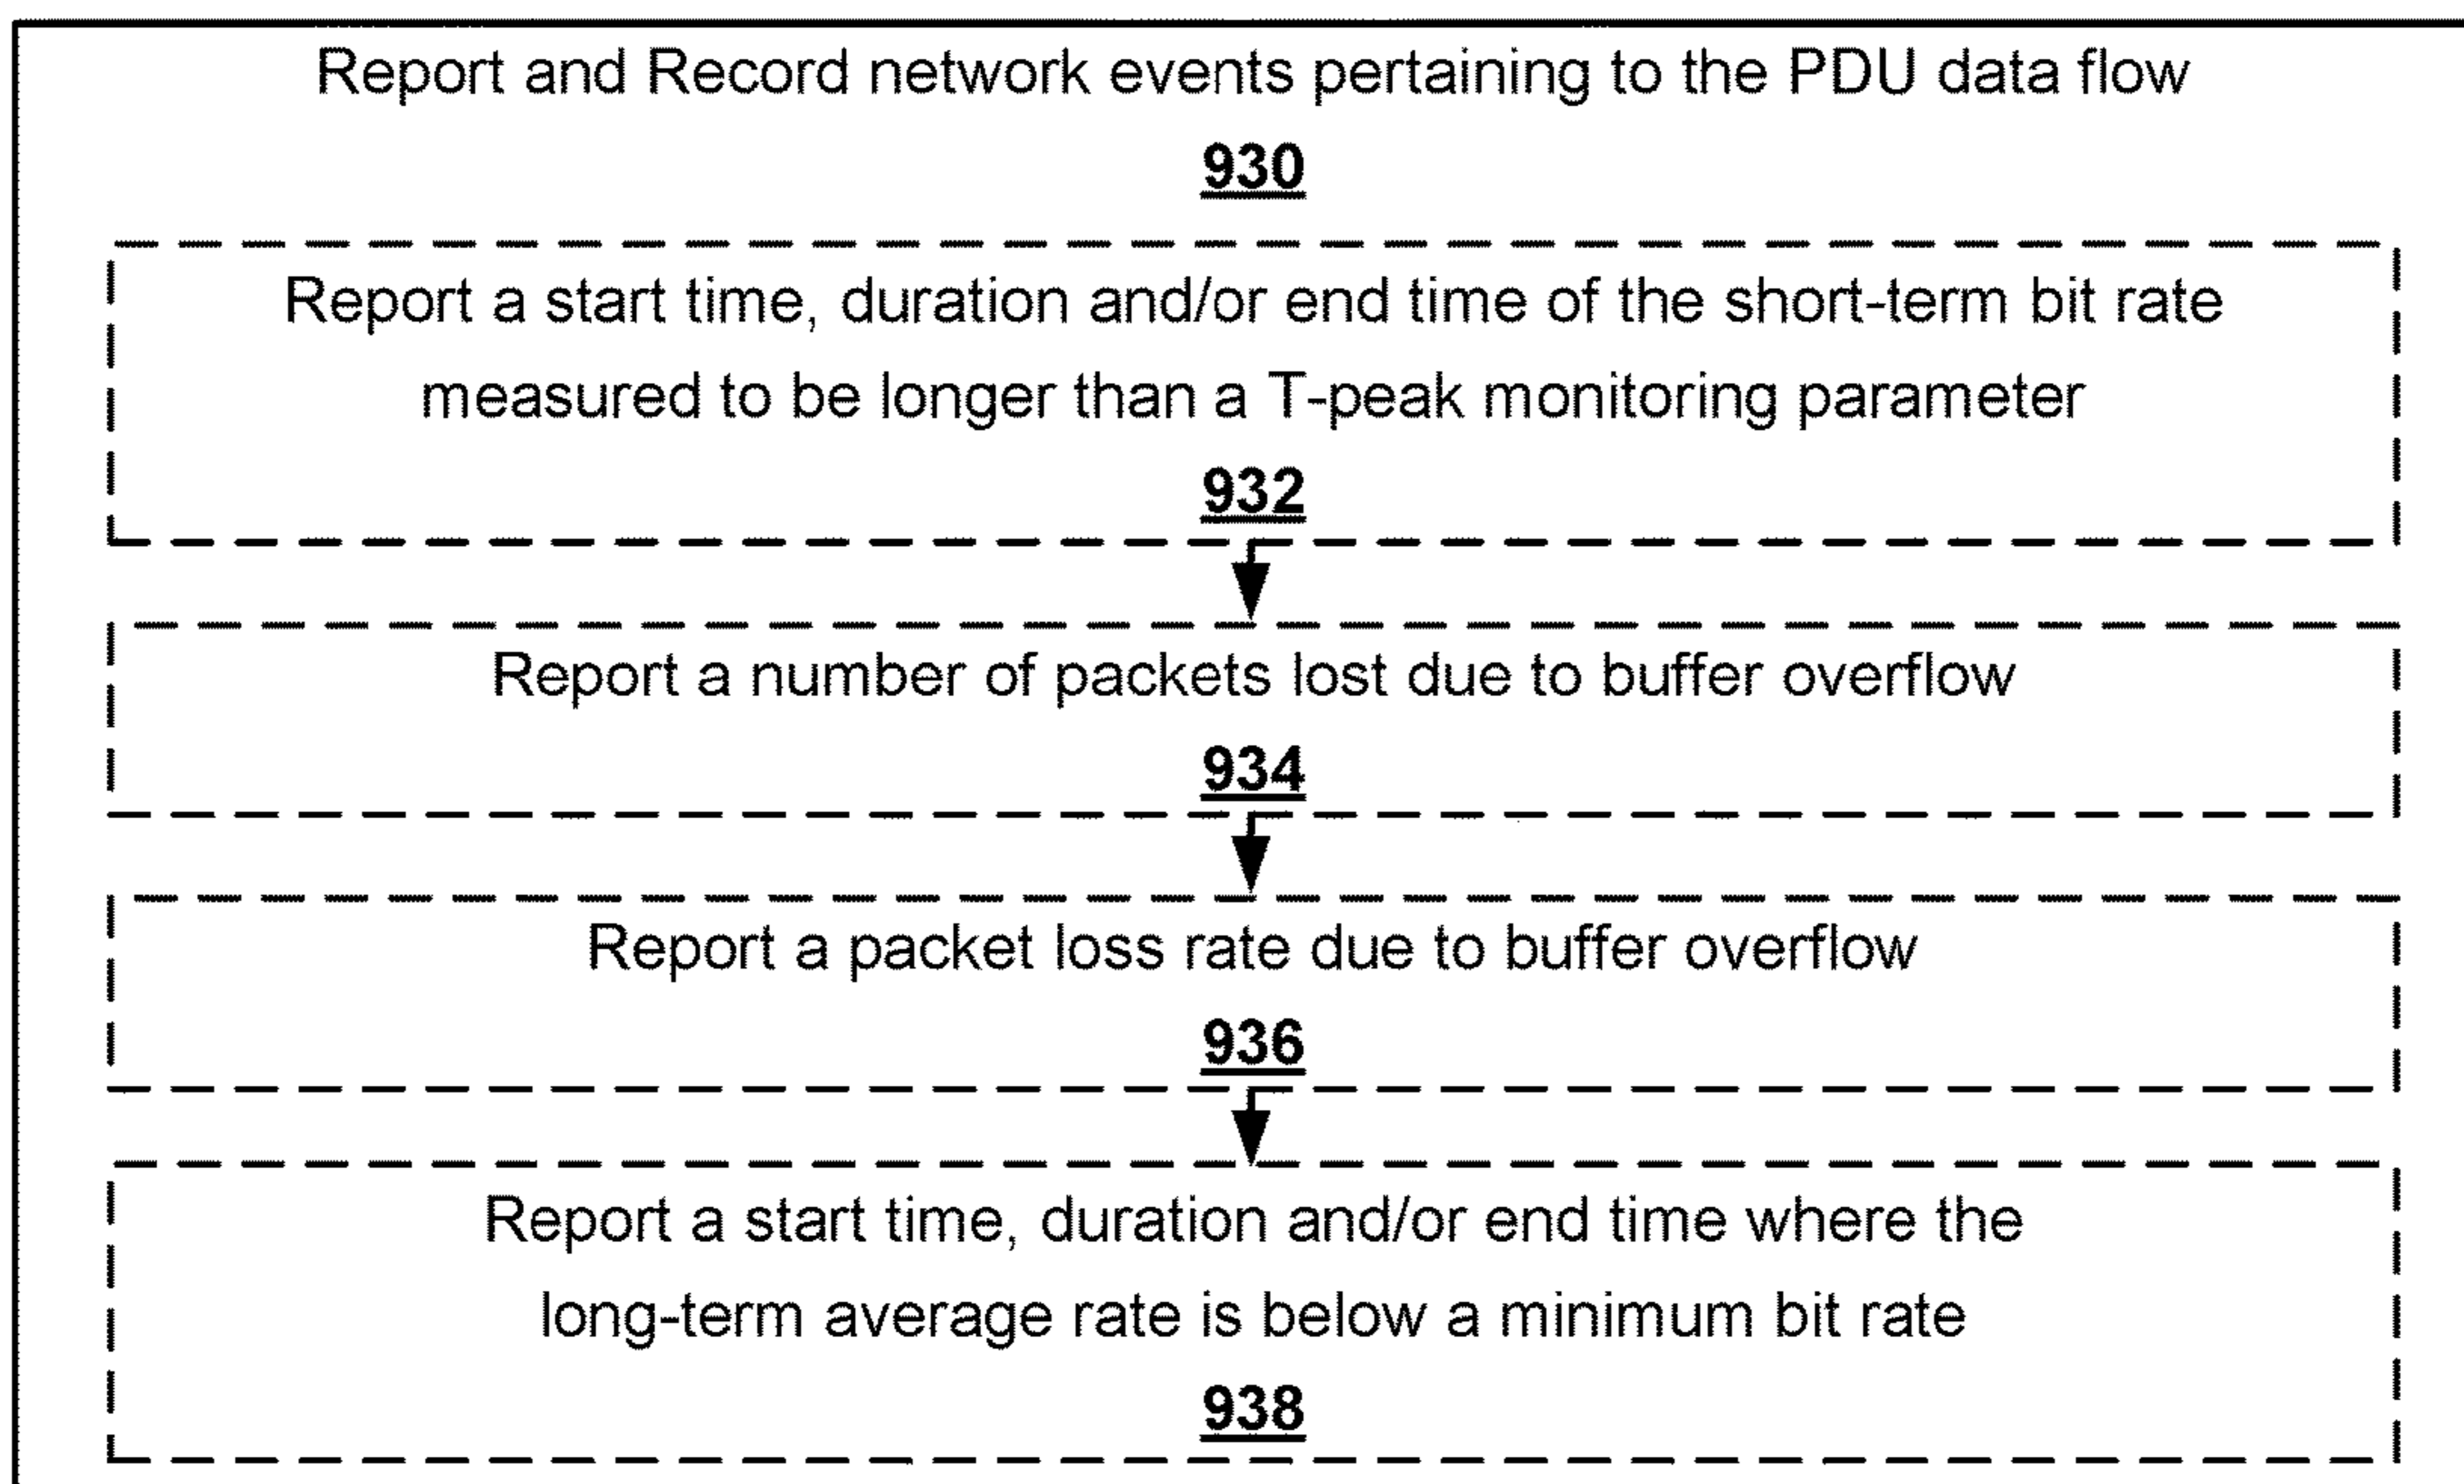 Report and Record network events pertaining to the PDU data flow
930
Report a start time, duration and/or end time of the short-term bit rate
measured to be longer than a T-peak monitoring parameter
932
Report a number of packets lost due to buffer overflow
934
Report a packet loss rate due to buffer overflow
936
Report a start time, duration and/or end time where the
long-term average rate is below a minimum bit rate
938